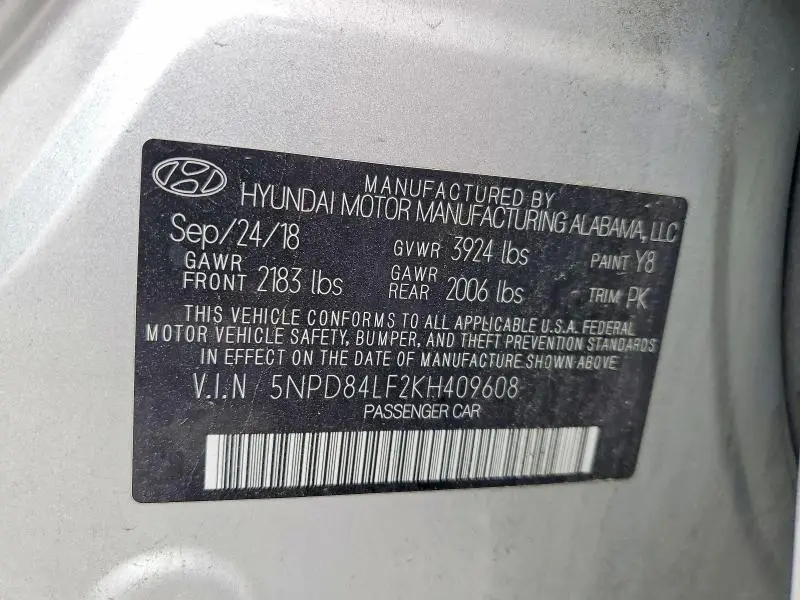 MANUFACTURED BY
HYUNDAI MOTOR MANUFACTURING ALABAMA, LLC
Sep/24/18 GVWR 3924 lbs PAINT Y8
GAWR FRONT 2183 lbs GAWR REAR 2006 lbs TRIM PK
THIS VEHICLE CONFORMS TO ALL APPLICABLE U.S.A. FEDERAL
MOTOR VEHICLE SAFETY, BUMPER, AND THEFT PREVENTION STANDARDS
IN EFFECT ON THE DATE OF MANUFACTURE SHOWN ABOVE
V.I.N / 5NPD84LF2KH409608
PASSENGER CAR